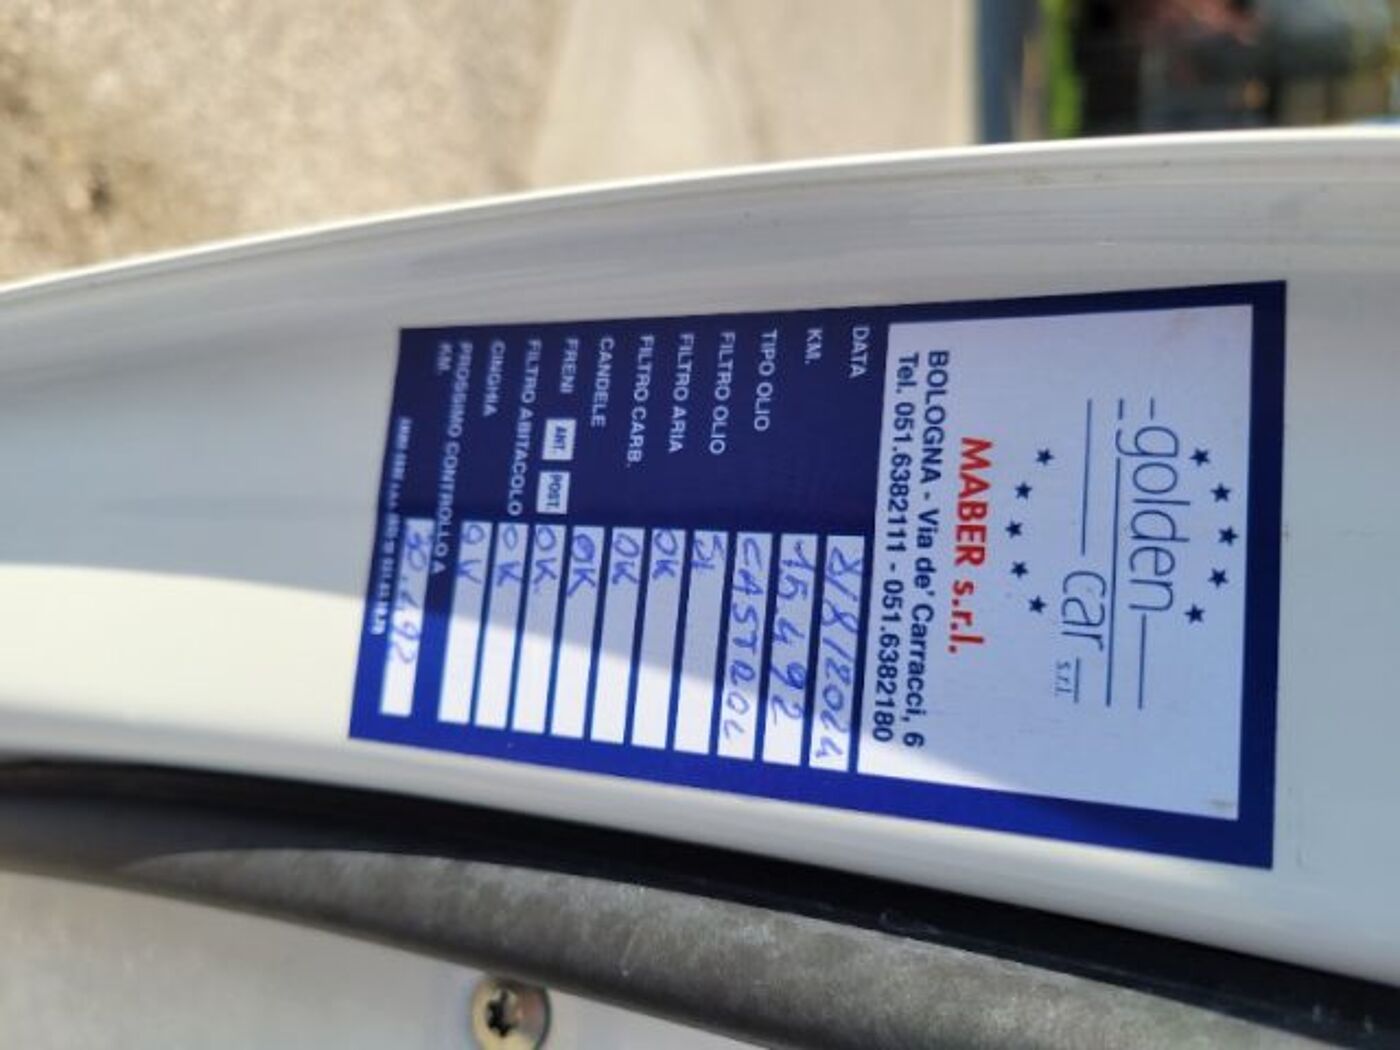 golden
car
s.r.l.
MABER s.r.l.
BOLOGNA - Via de' Carracci, 6
Tel. 051.6382111 - 051.6382180
DATA 8/8/2024
KM. 15.492
TIPO OLIO CASTROL
FILTRO OLIO SI
FILTRO ARIA OK
FILTRO CARB. OK
CANDELE OK
FRENI ANT. POST. OK
FILTRO ABITACOLO OK
CINGHIA OK
PROSSIMO CONTROLLO A
KM. 30.492